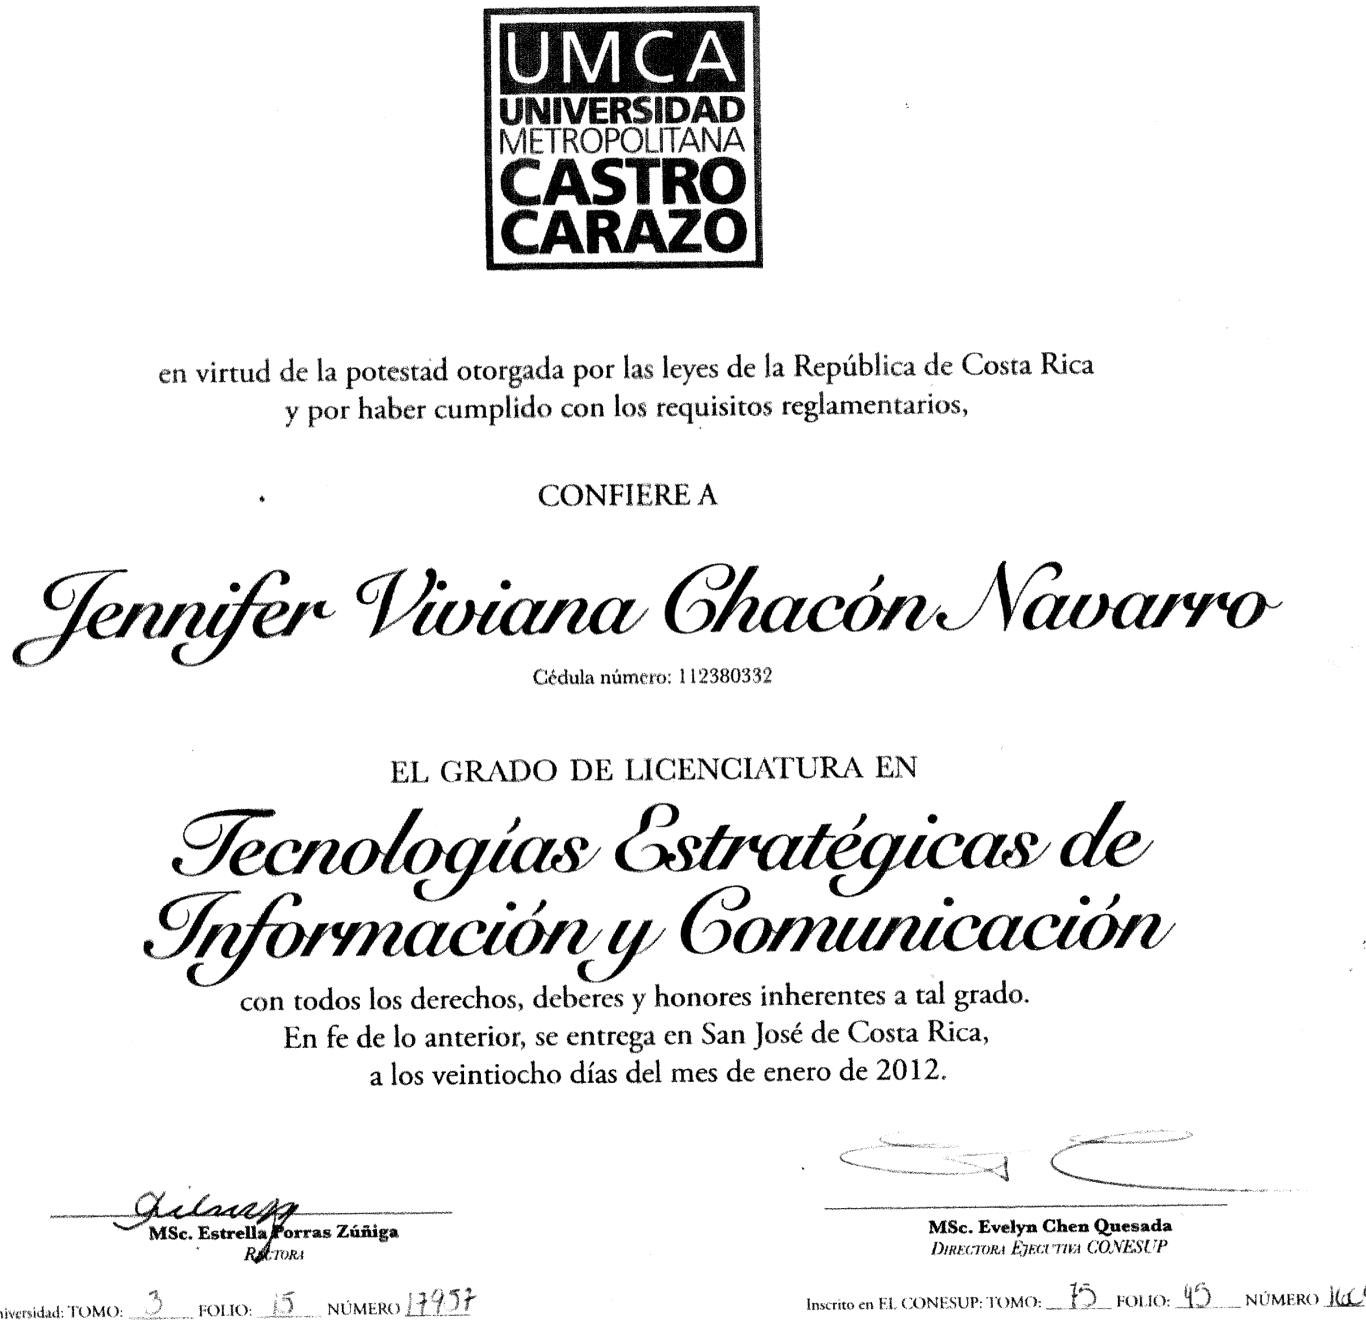 UMCA
UNIVERSIDAD
METROPOLITANA
CASTRO
CARAZO
en virtud de la potestad otorgada por las leyes de la República de Costa Rica
y por haber cumplido con los requisitos reglamentarios,
CONFIERE A
Jennifer Viviana Chacón Navarro
Cédula número: 112380332
EL GRADO DE LICENCIATURA EN
Tecnologías Estratégicas de
Información y Comunicación
con todos los derechos, deberes y honores inherentes a tal grado.
En fe de lo anterior, se entrega en San José de Costa Rica,
a los veintiocho días del mes de enero de 2012.
MSc. Estrella Porras Zúñiga
RECTORA
MSc. Evelyn Chen Quesada
DIRECTORA EJECUTIVA CONESUP
TOMO: 3 FOLIO: 15 NÚMERO 17957
Inscrito en EL CONESUP: TOMO: 75 FOLIO: 45 NÚMERO